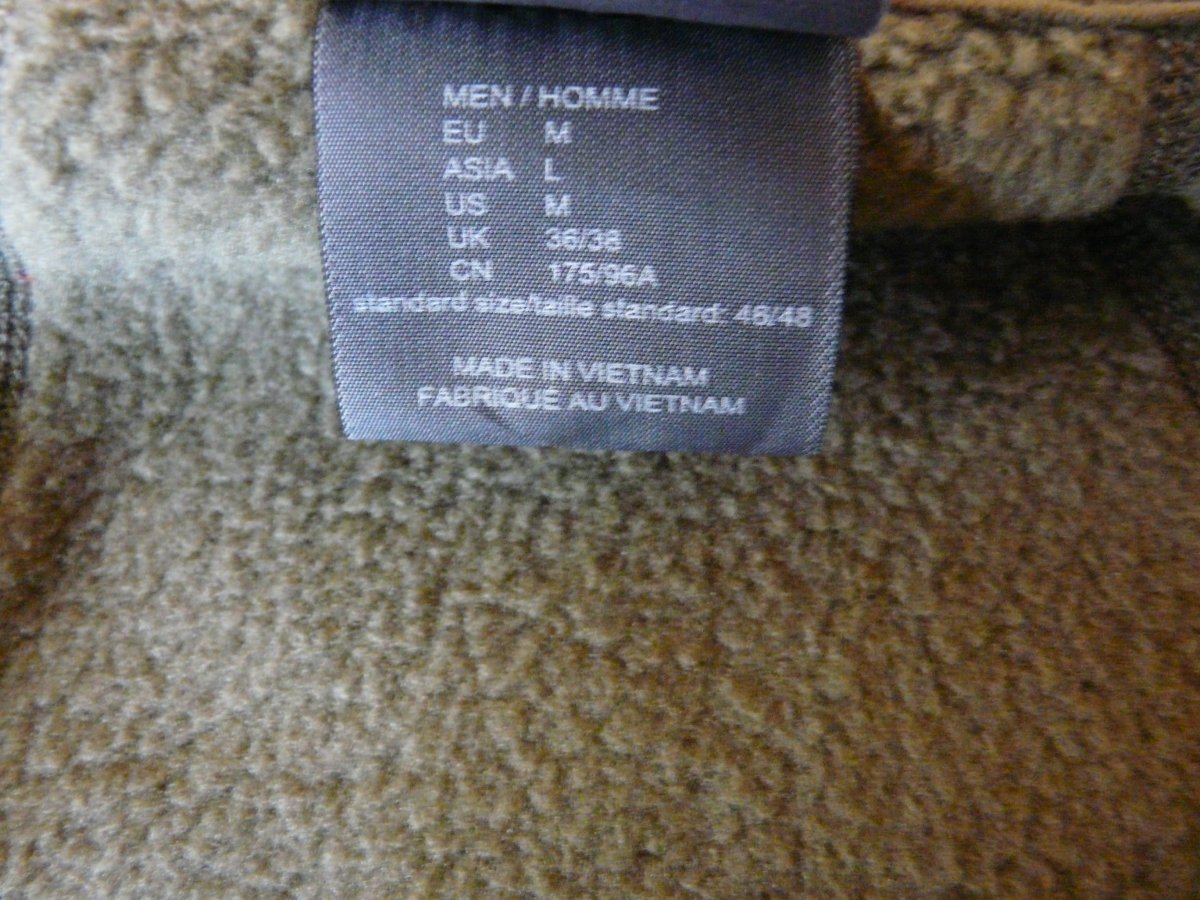 MEN / HOMME
EU M
ASIA L
US M
UK 36/38
CN 175/96A
standard size/taille standard: 46/48
MADE IN VIETNAM
FABRIQUE AU VIETNAM